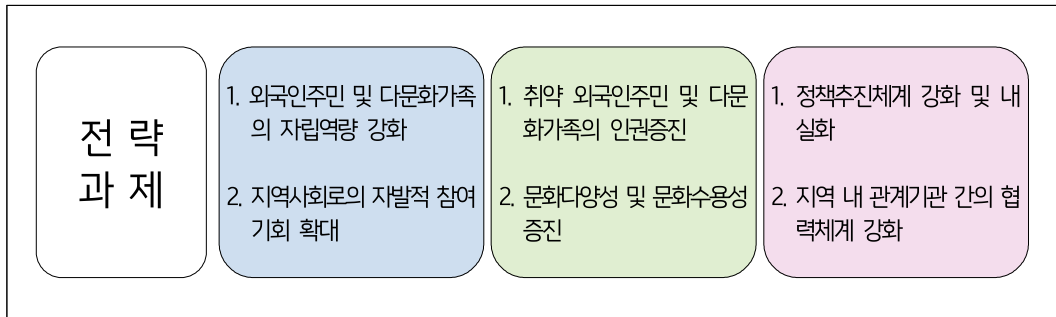 전 략
과 제
1. 외국인주민 및 다문화가족
의 자립역량 강화
2. 지역사회로의 자발적 참여
기회 확대
1. 취약 외국인주민 및 다문
화가족의 인권증진
2. 문화다양성 및 문화수용성
증진
1. 정책추진체계 강화 및 내
실화
2. 지역 내 관계기관 간의 협
력체계 강화